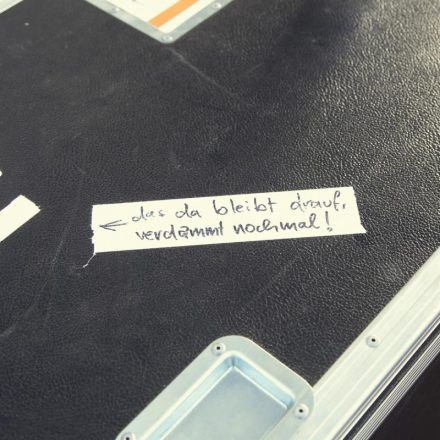 ← das da bleibt drauf,
verdammt nochmal!